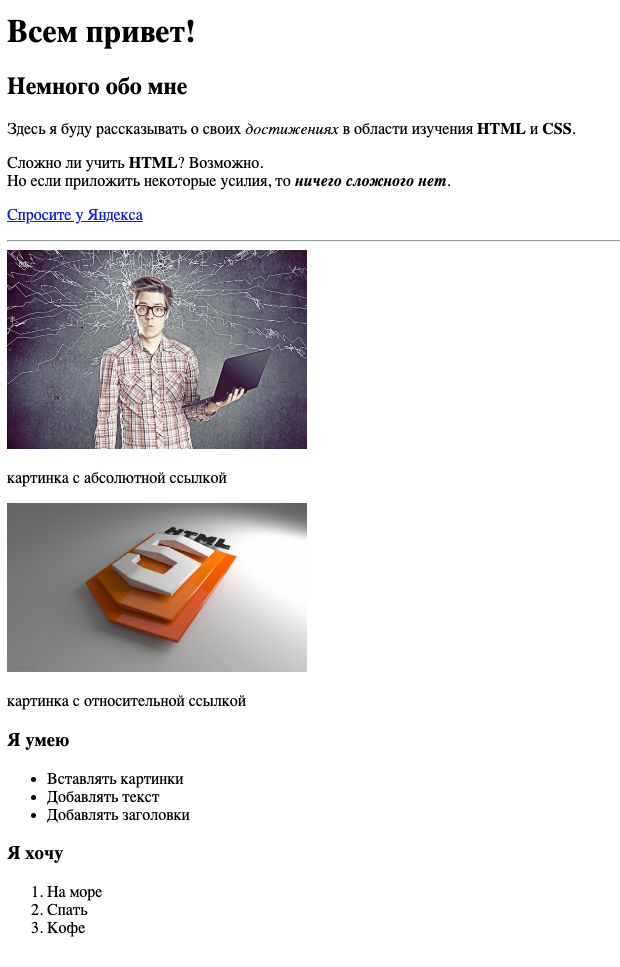 Всем привет!
Немного обо мне
Здесь я буду рассказывать о своих достижениях в области изучения HTML и CSS.
Сложно ли учить HTML? Возможно.
Но если приложить некоторые усилия, то ничего сложного нет.
Спросите у Яндекса
картинка с абсолютной ссылкой
HTML
5
картинка с относительной ссылкой
Я умею
• Вставлять картинки
• Добавлять текст
• Добавлять заголовки
Я хочу
1. На море
2. Спать
3. Кофе